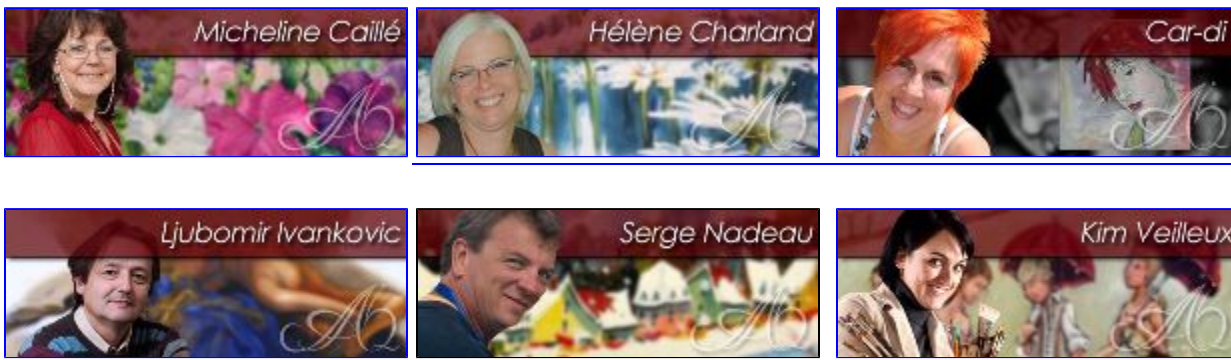 Micheline Caillé
Hélène Charland
Car-di
Ljubomir Ivankovic
Serge Nadeau
Kim Veilleux